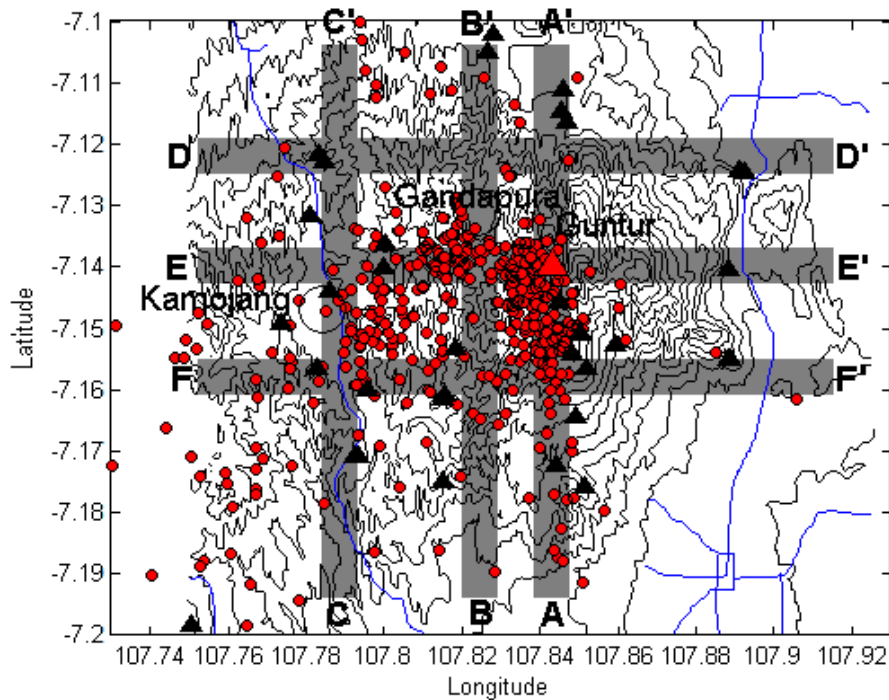 C' B' A'
-7.1
-7.11
-7.12
D D'
-7.13
Gandapura
Guntur
-7.14
E E'
Kamojang
-7.15
F F'
-7.16
-7.17
-7.18
-7.19
-7.2
C B A
107.74 107.76 107.78 107.8 107.82 107.84 107.86 107.88 107.9 107.92
Longitude
Latitude